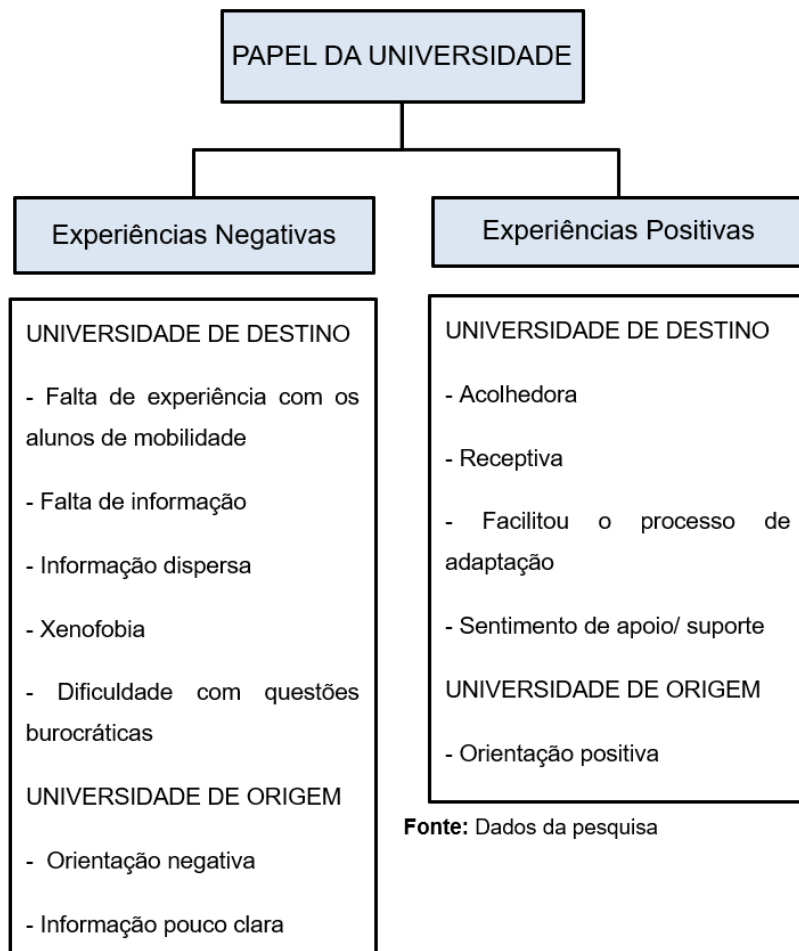 PAPEL DA UNIVERSIDADE
Experiências Negativas
UNIVERSIDADE DE DESTINO
- Falta de experiência com os
alunos de mobilidade
- Falta de informação
- Informação dispersa
- Xenofobia
- Dificuldade com questões
burocráticas
UNIVERSIDADE DE ORIGEM
- Orientação negativa
- Informação pouco clara
Experiências Positivas
UNIVERSIDADE DE DESTINO
- Acolhedora
- Receptiva
- Facilitou o processo de
adaptação
- Sentimento de apoio/ suporte
UNIVERSIDADE DE ORIGEM
- Orientação positiva
Fonte: Dados da pesquisa